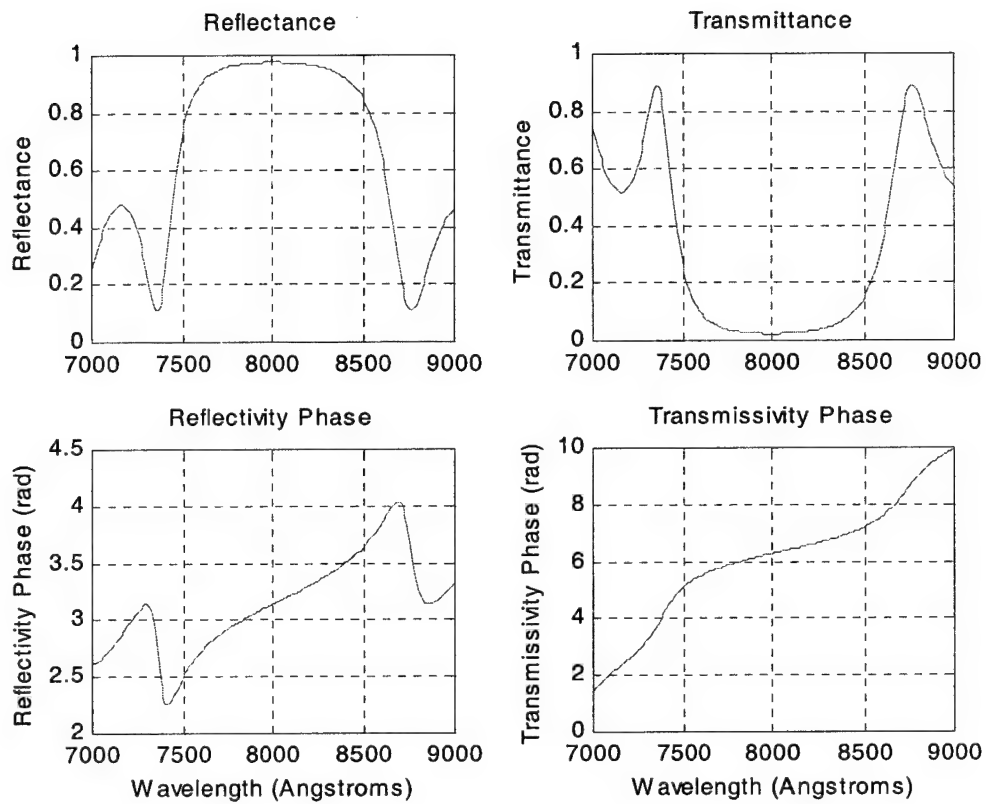 Reflectance
Reflectance
1
0.8
0.6
0.4
0.2
0
7000 7500 8000 8500 9000
Transmittance
Transmittance
1
0.8
0.6
0.4
0.2
0
7000 7500 8000 8500 9000
Reflectivity Phase
Reflectivity Phase (rad)
4.5
4
3.5
3
2.5
2
7000 7500 8000 8500 9000
Wavelength (Angstroms)
Transmissivity Phase
Transmissivity Phase (rad)
10
8
6
4
2
0
7000 7500 8000 8500 9000
Wavelength (Angstroms)